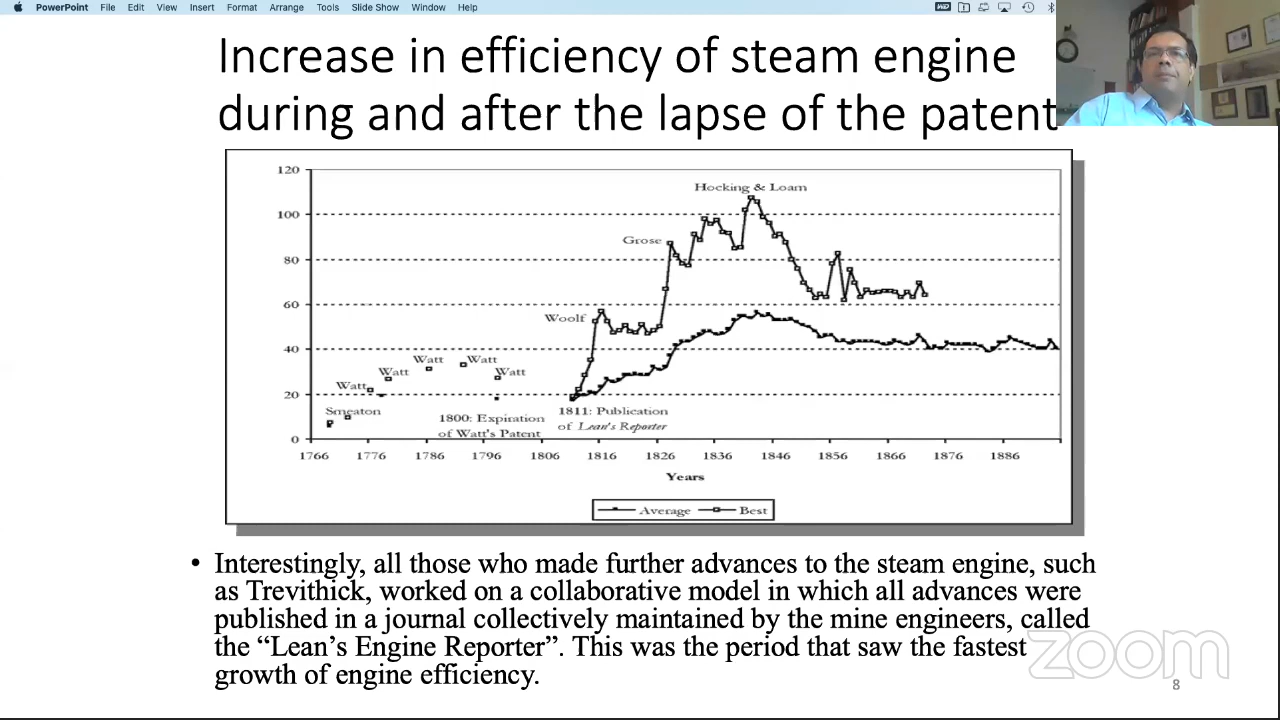 PowerPoint File Edit View Insert Format Arrange Tools Slide Show Window Help
Increase in efficiency of steam engine
during and after the lapse of the patent
120
100
80
60
40
20
0
Hocking & Loam
Grose
Woolf
Watt
Watt
Watt
Watt
Watt
Smeaton
1800: Expiration
of Watt's Patent
1811: Publication
of Lean's Reporter
1766 1776 1786 1796 1806 1816 1826 1836 1846 1856 1866 1876 1886
Years
Average Best
• Interestingly, all those who made further advances to the steam engine, such
as Trevithick, worked on a collaborative model in which all advances were
published in a journal collectively maintained by the mine engineers, called
the “Lean’s Engine Reporter”. This was the period that saw the fastest
growth of engine efficiency.
zoom
8